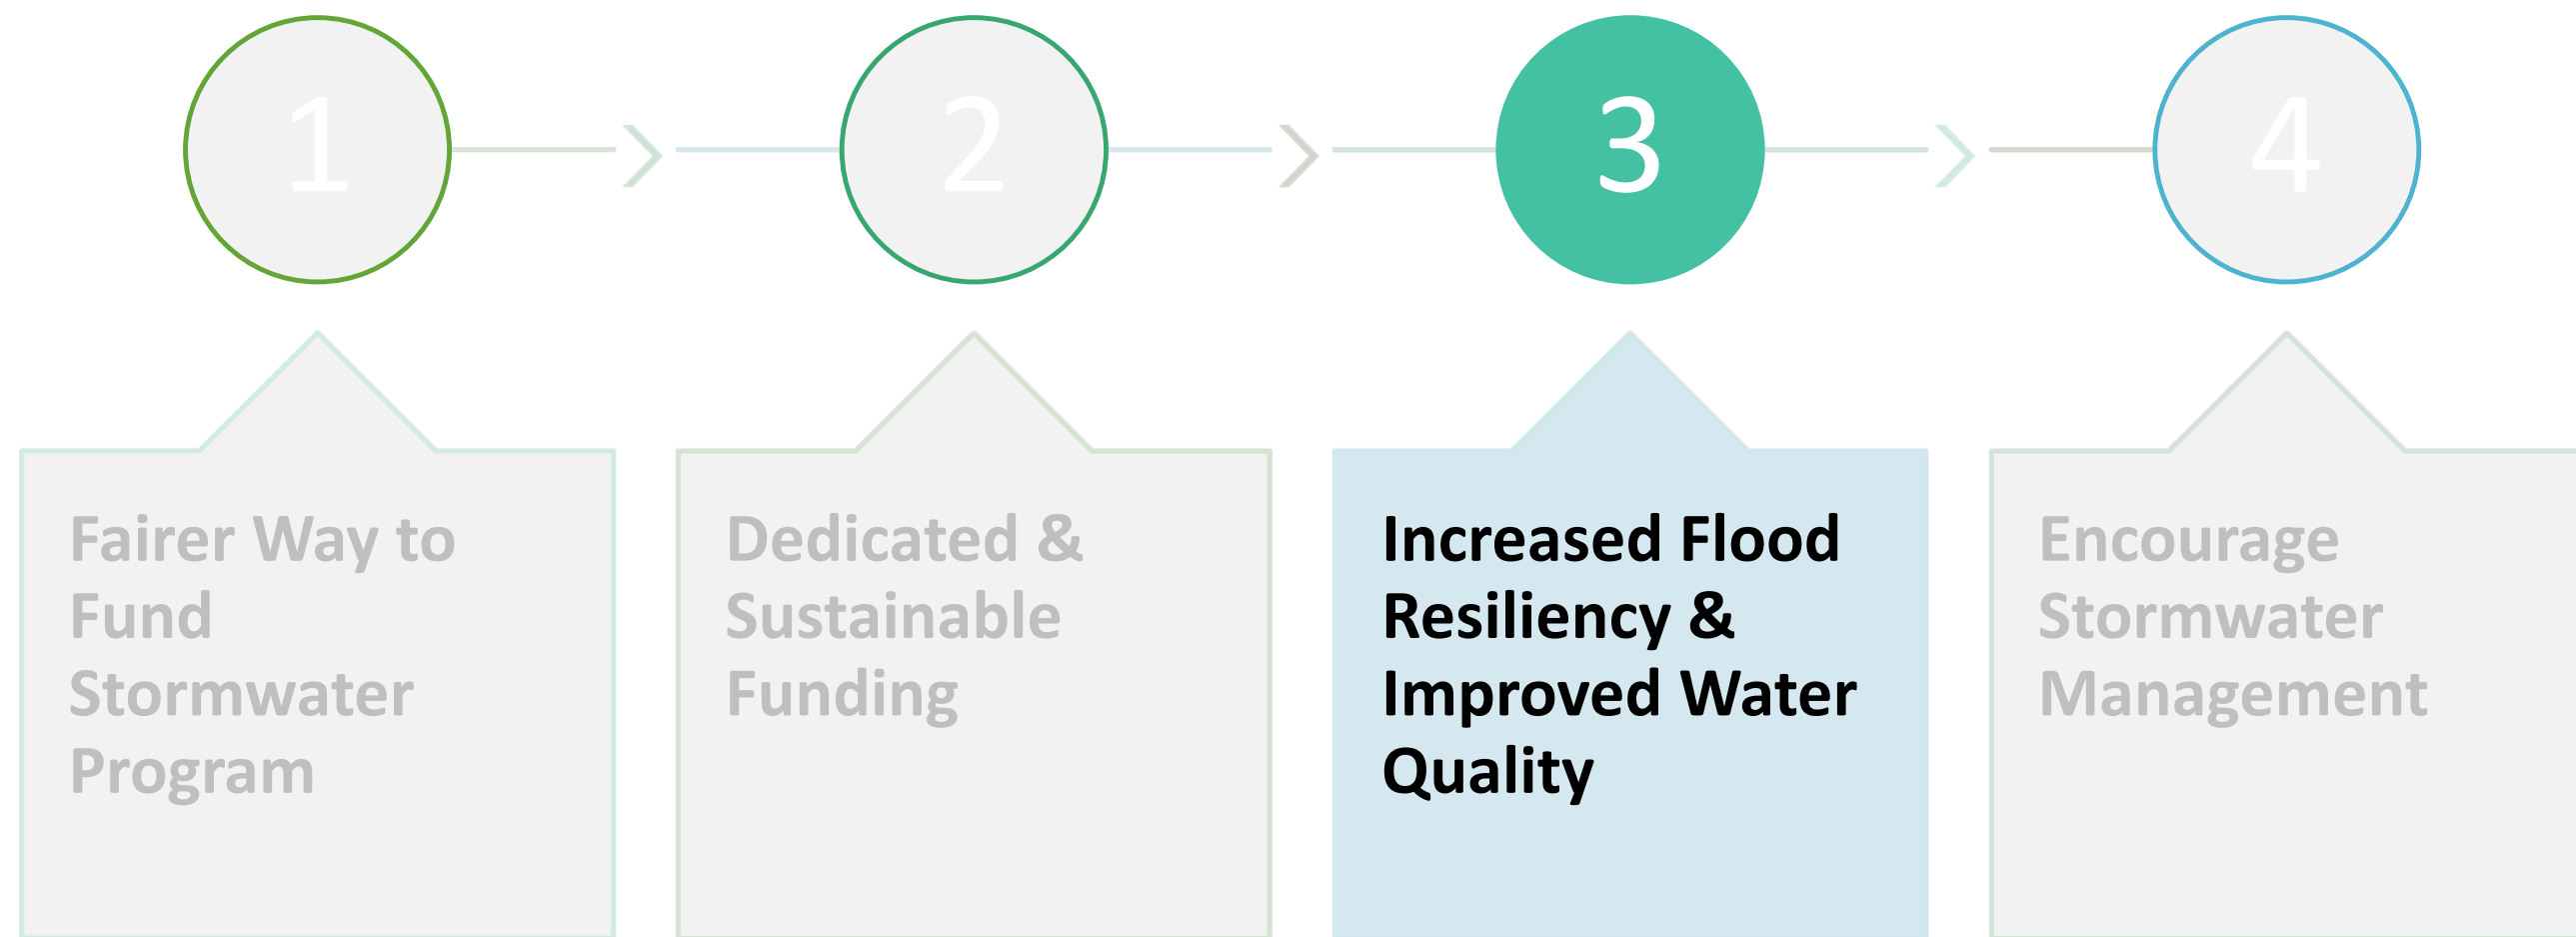 1
2
3
4
Fairer Way to
Fund
Stormwater
Program
Dedicated &
Sustainable
Funding
Increased Flood
Resiliency &
Improved Water
Quality
Encourage
Stormwater
Management